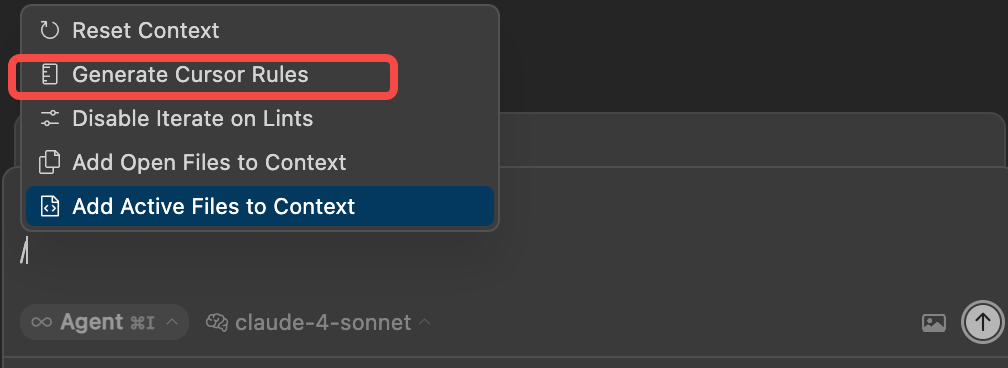 Reset Context
Generate Cursor Rules
Disable Iterate on Lints
Add Open Files to Context
Add Active Files to Context
/
Agent ⌘I claude-4-sonnet